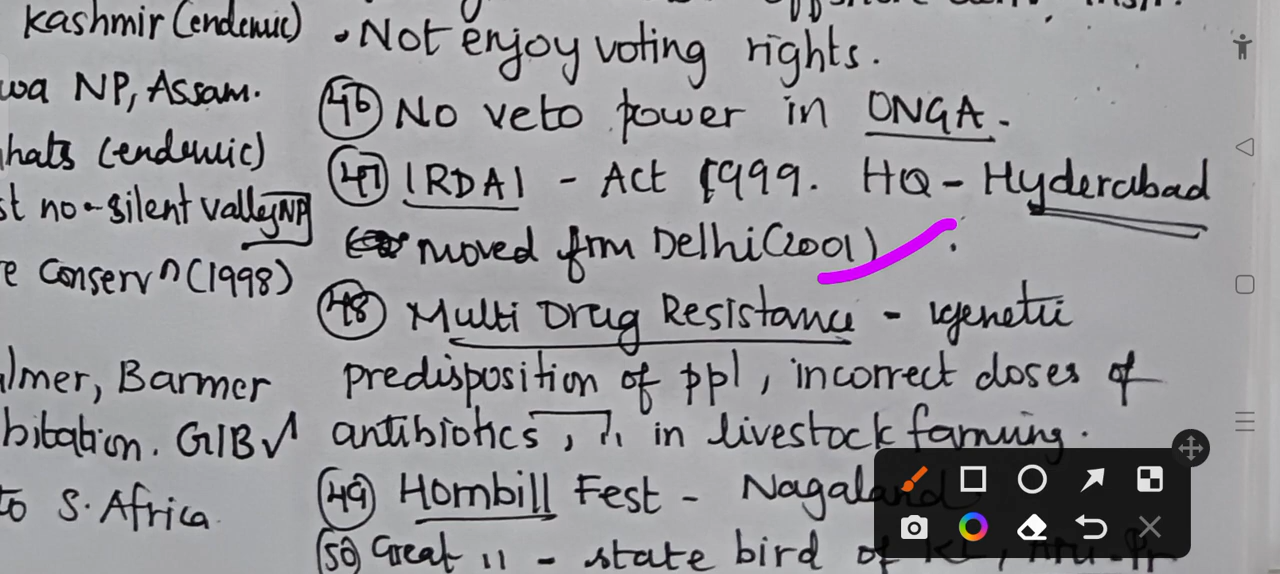 Kashmir (endemic)
wa NP, Assam.
hats (endemic)
st no - silent valley NP
e Conservn (1998)
lmer, Barmer
bitation. GIB ✓
to S. Africa
• Not enjoy voting rights.
46 No veto power in UNGA.
47 IRDAI - Act 1999. HQ - Hyderabad
moved frm Delhi (2001)
48 Multi Drug Resistance - genetic
predisposition of ppl, incorrect doses of
antibiotics, in livestock farming.
49 Hornbill Fest - Nagaland
50 Great 11 - state bird of